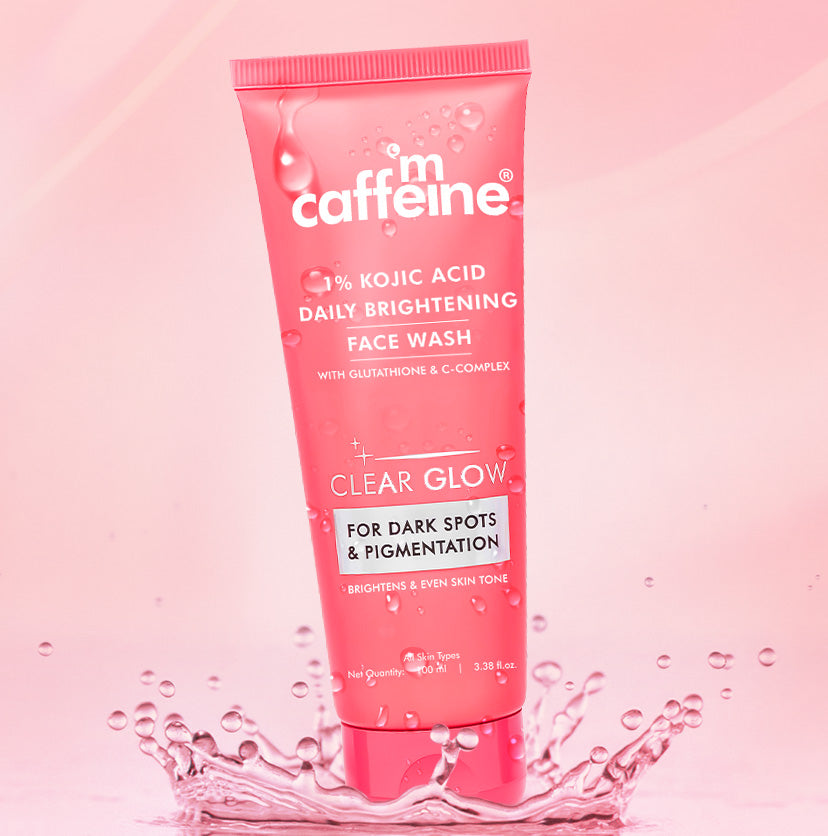 m
caffeine®
1% KOJIC ACID
DAILY BRIGHTENING
FACE WASH
WITH GLUTATHIONE & C-COMPLEX
CLEAR GLOW
FOR DARK SPOTS
& PIGMENTATION
BRIGHTENS & EVEN SKIN TONE
All Skin Types
Net Quantity: 100 ml | 3.38 fl.oz.